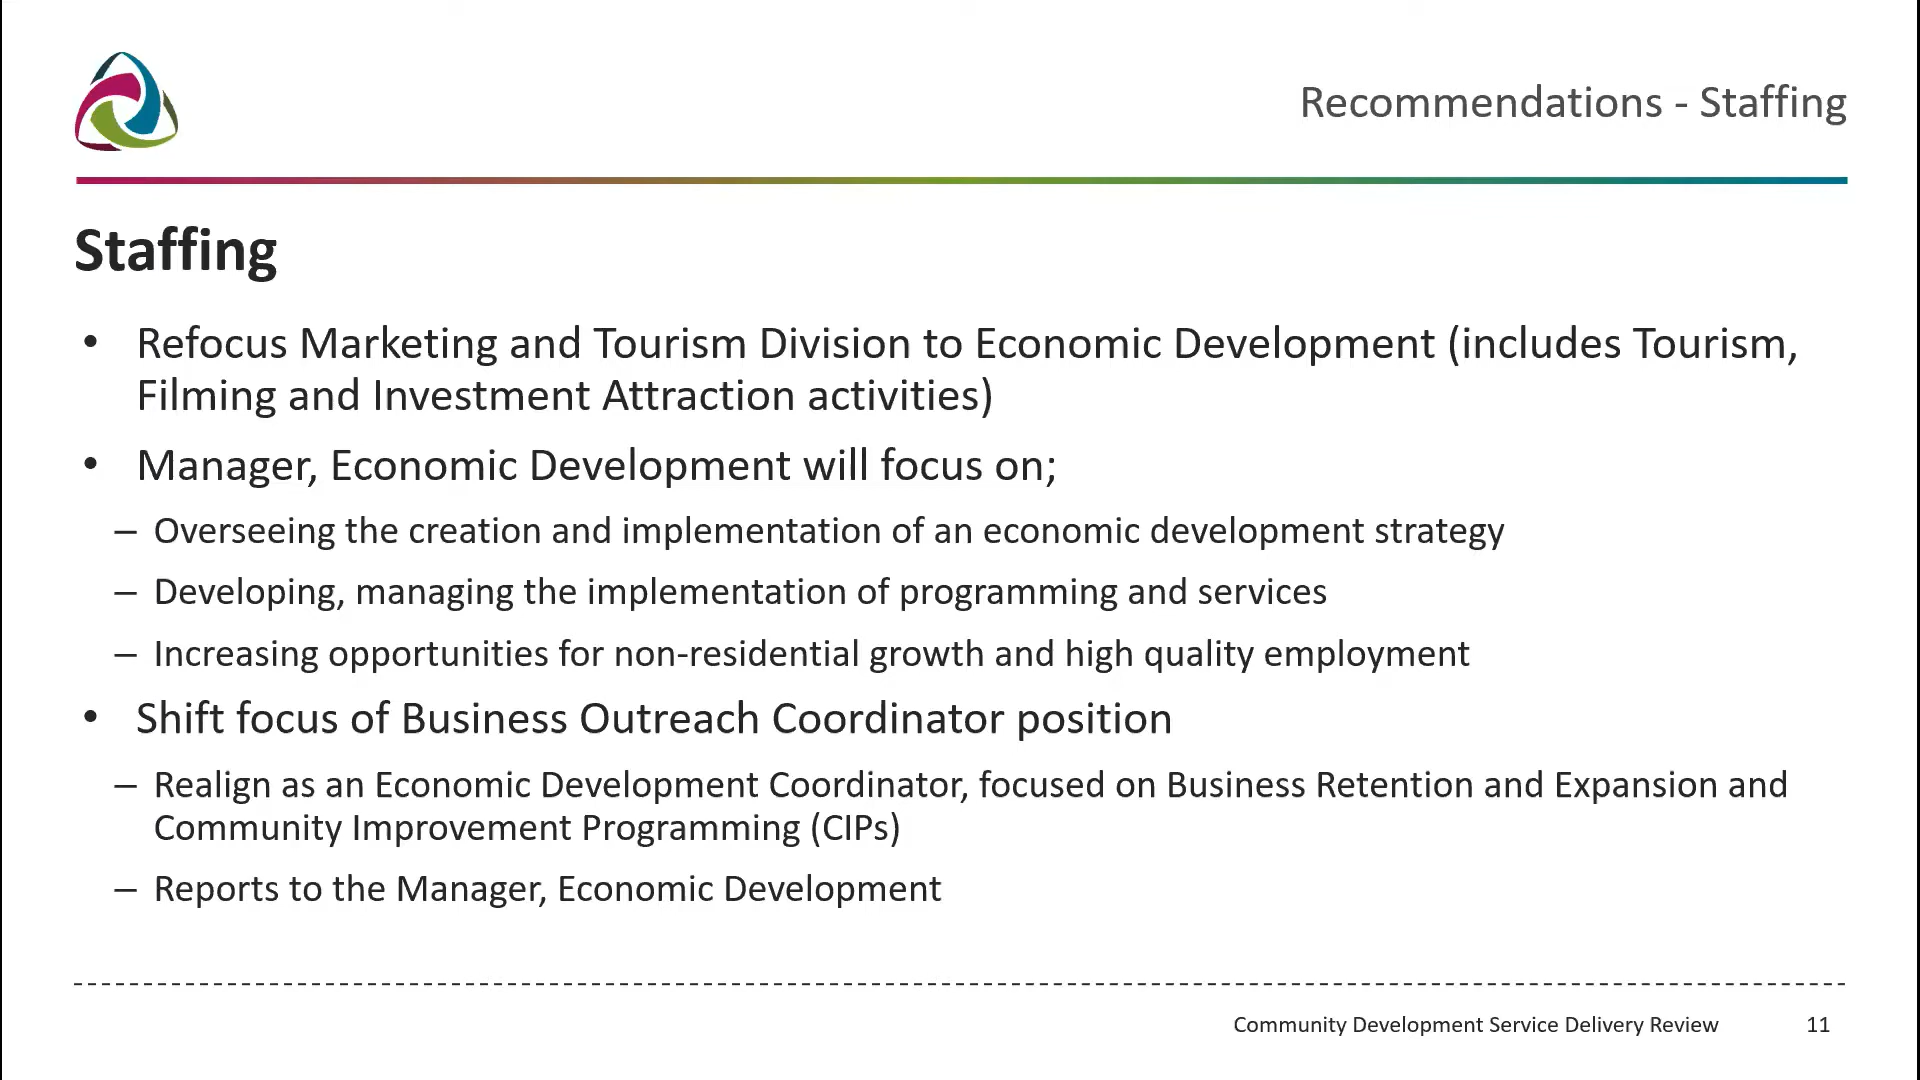 Recommendations - Staffing
Staffing
• Refocus Marketing and Tourism Division to Economic Development (includes Tourism,
Filming and Investment Attraction activities)
• Manager, Economic Development will focus on;
– Overseeing the creation and implementation of an economic development strategy
– Developing, managing the implementation of programming and services
– Increasing opportunities for non-residential growth and high quality employment
• Shift focus of Business Outreach Coordinator position
– Realign as an Economic Development Coordinator, focused on Business Retention and Expansion and
Community Improvement Programming (CIPs)
– Reports to the Manager, Economic Development
Community Development Service Delivery Review 11